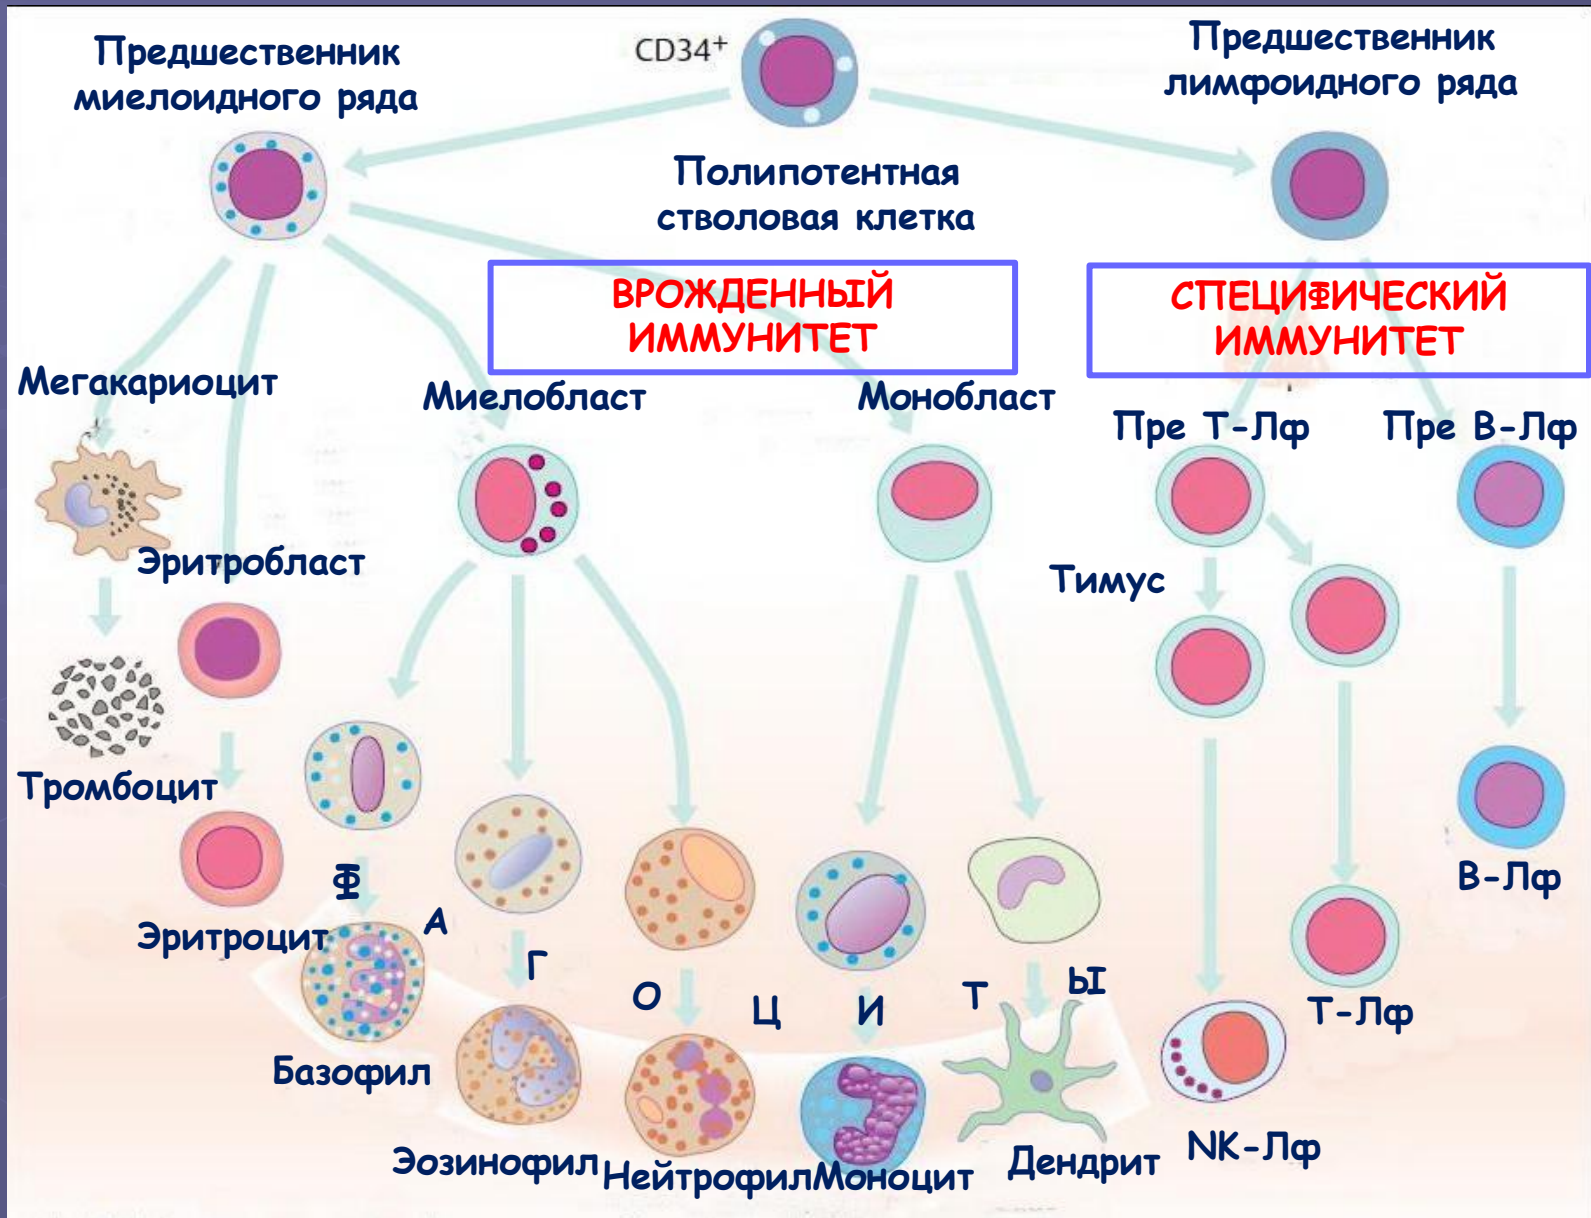 Предшественник
миелоидного ряда
CD34+
Предшественник
лимфоидного ряда
Полипотентная
стволовая клетка
ВРОЖДЕННЫЙ
ИММУНИТЕТ
СПЕЦИФИЧЕСКИЙ
ИММУНИТЕТ
Мегакариоцит
Миелобласт
Монобласт
Пре Т-Лф
Пре В-Лф
Эритробласт
Тимус
Тромбоцит
Эритроцит
Ф А Г О Ц И Т Ы
В-Лф
Т-Лф
Базофил
Эозинофил
Нейтрофил
Моноцит
Дендрит
NK-Лф